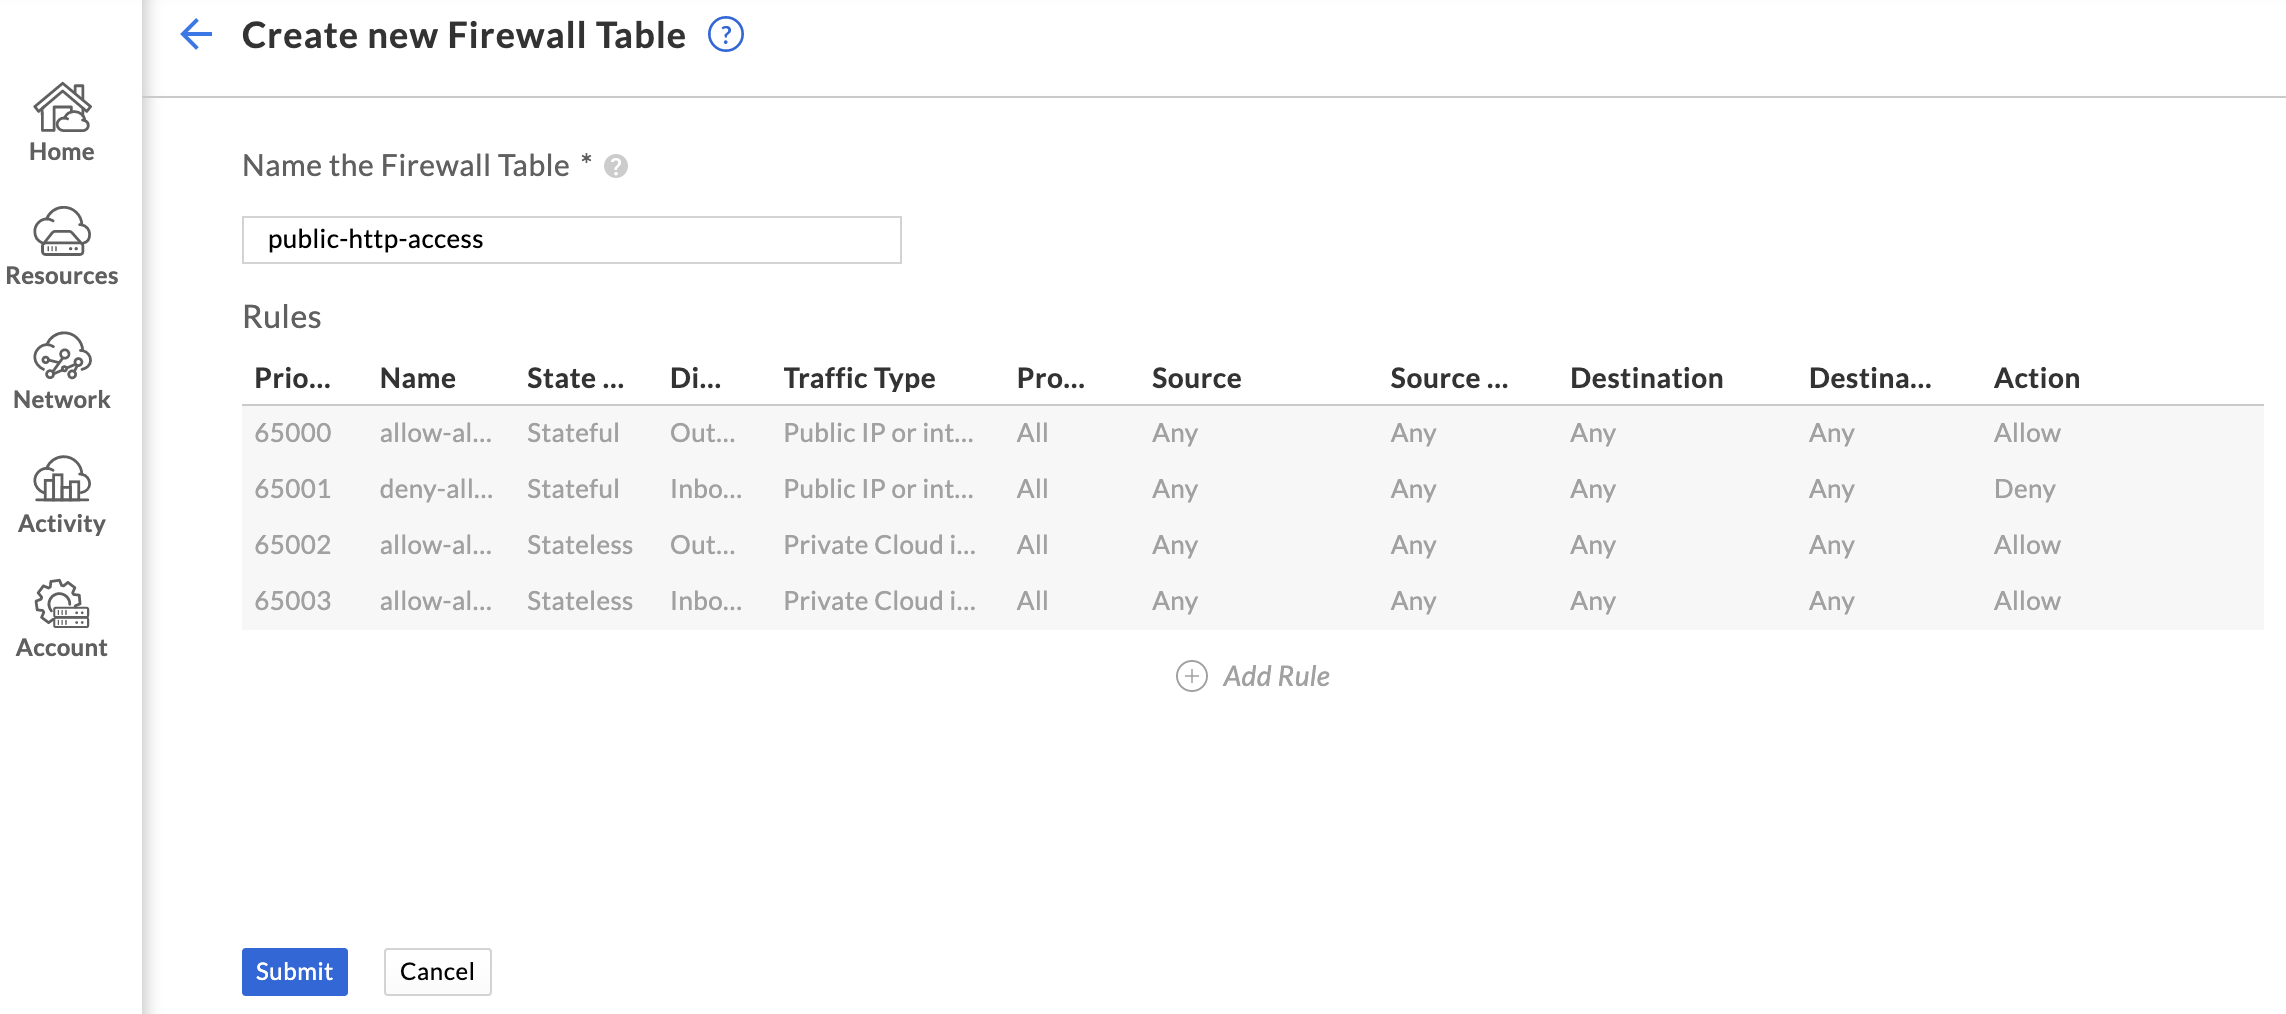 Create new Firewall Table ?
Home
Resources
Network
Activity
Account
Name the Firewall Table * ?
public-http-access
Rules
Prio... Name State ... Di... Traffic Type Pro... Source Source ... Destination Destina... Action
65000 allow-al... Stateful Out... Public IP or int... All Any Any Any Any Allow
65001 deny-all... Stateful Inbo... Public IP or int... All Any Any Any Any Deny
65002 allow-al... Stateless Out... Private Cloud i... All Any Any Any Any Allow
65003 allow-al... Stateless Inbo... Private Cloud i... All Any Any Any Any Allow
Add Rule
Submit Cancel